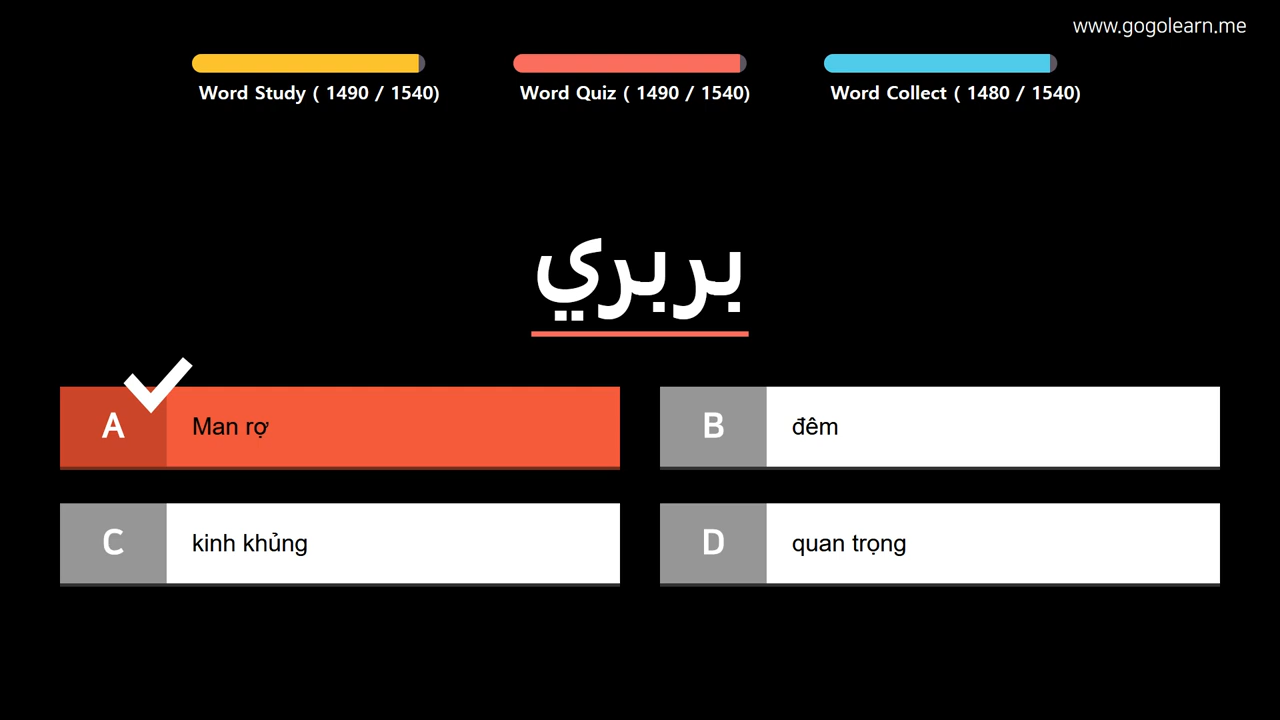 www.gogolearn.me
Word Study ( 1490 / 1540)
Word Quiz ( 1490 / 1540)
Word Collect ( 1480 / 1540)
بربري
A
Man rợ
B
đêm
C
kinh khủng
D
quan trọng